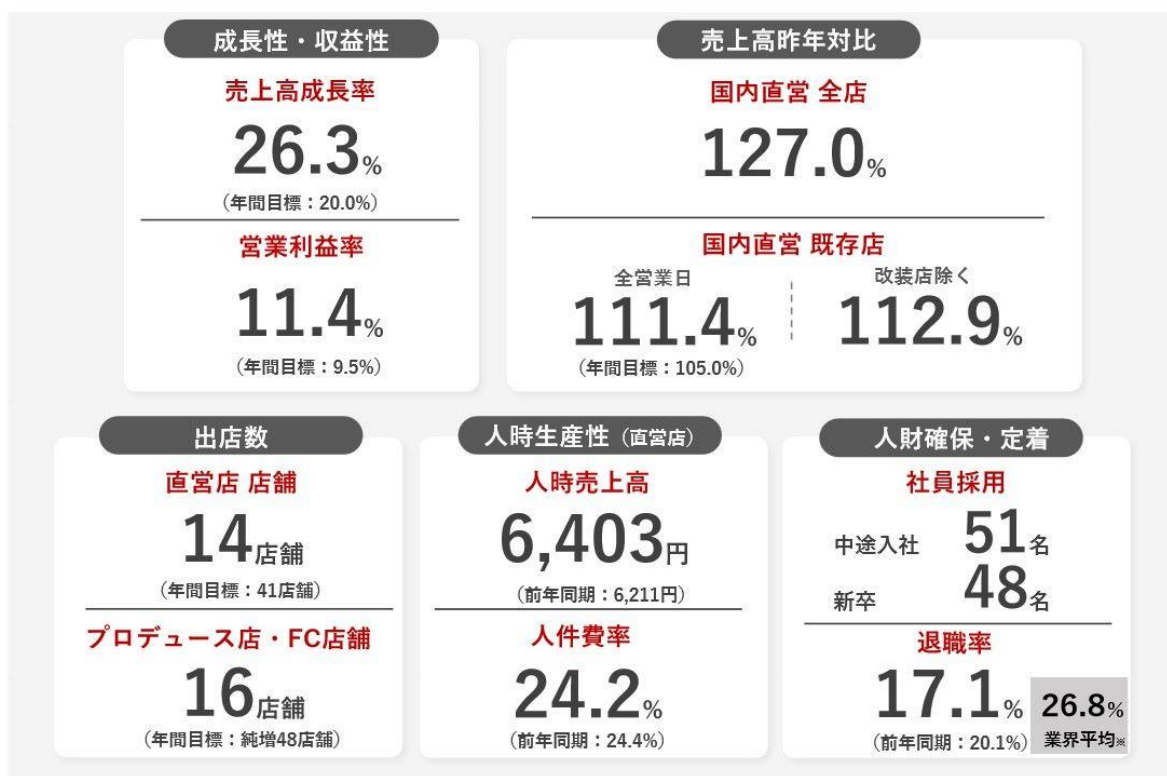 成長性・収益性
売上高成長率
26.3%
（年間目標：20.0%）
営業利益率
11.4%
（年間目標：9.5%）
売上高昨年対比
国内直営 全店
127.0%
国内直営 既存店
全営業日
111.4%
（年間目標：105.0%）
改装店除く
112.9%
出店数
直営店 店舗
14店舗
（年間目標：41店舗）
プロデュース店・FC店舗
16店舗
（年間目標：純増48店舗）
人時生産性（直営店）
人時売上高
6,403円
（前年同期：6,211円）
人件費率
24.2%
（前年同期：24.4%）
人財確保・定着
社員採用
中途入社 51名
新卒 48名
退職率
17.1%
（前年同期：20.1%）
26.8%
業界平均※